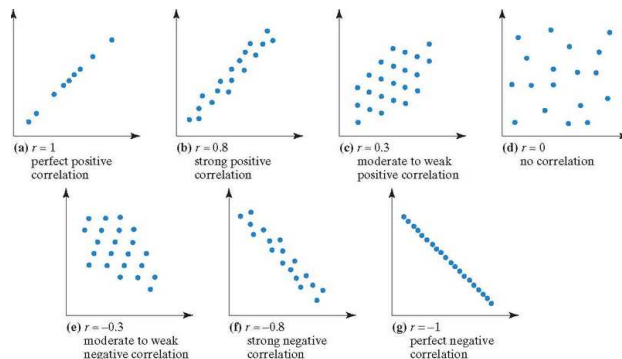 (a) r = 1
perfect positive
correlation
(b) r = 0.8
strong positive
correlation
(c) r = 0.3
moderate to weak
positive correlation
(d) r = 0
no correlation
(e) r = –0.3
moderate to weak
negative correlation
(f) r = –0.8
strong negative
correlation
(g) r = –1
perfect negative
correlation